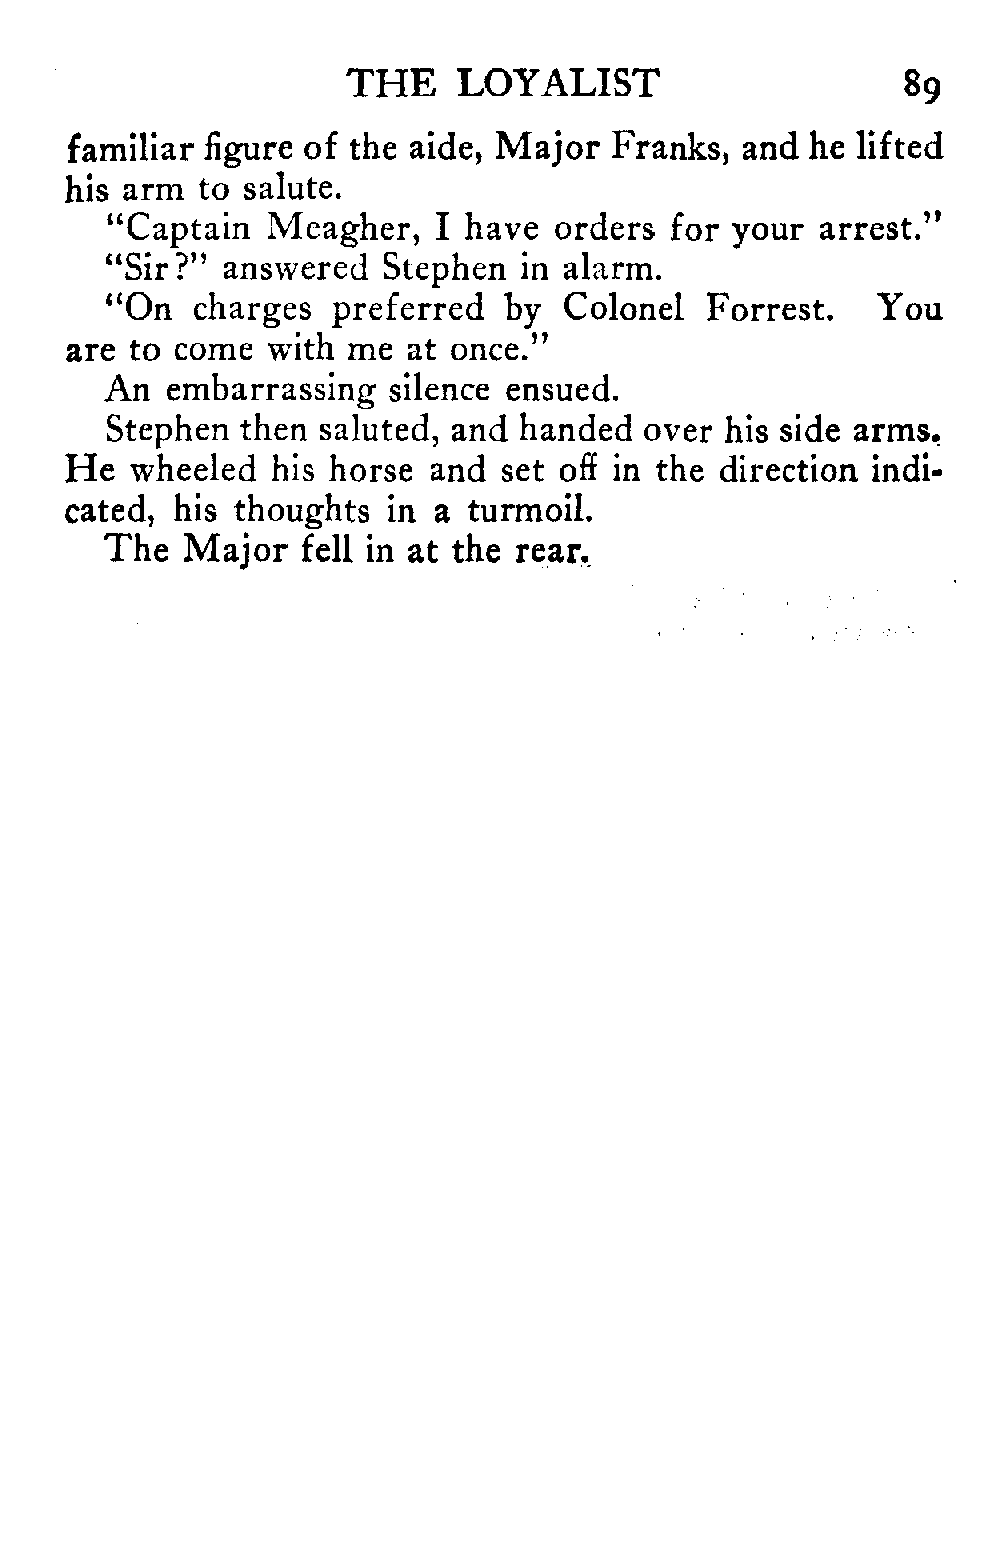 THE LOYALIST 89
familiar figure of the aide, Major Franks, and he lifted
his arm to salute.
"Captain Meagher, I have orders for your arrest."
"Sir?" answered Stephen in alarm.
"On charges preferred by Colonel Forrest. You
are to come with me at once."
An embarrassing silence ensued.
Stephen then saluted, and handed over his side arms.
He wheeled his horse and set off in the direction indi-
cated, his thoughts in a turmoil.
The Major fell in at the rear.